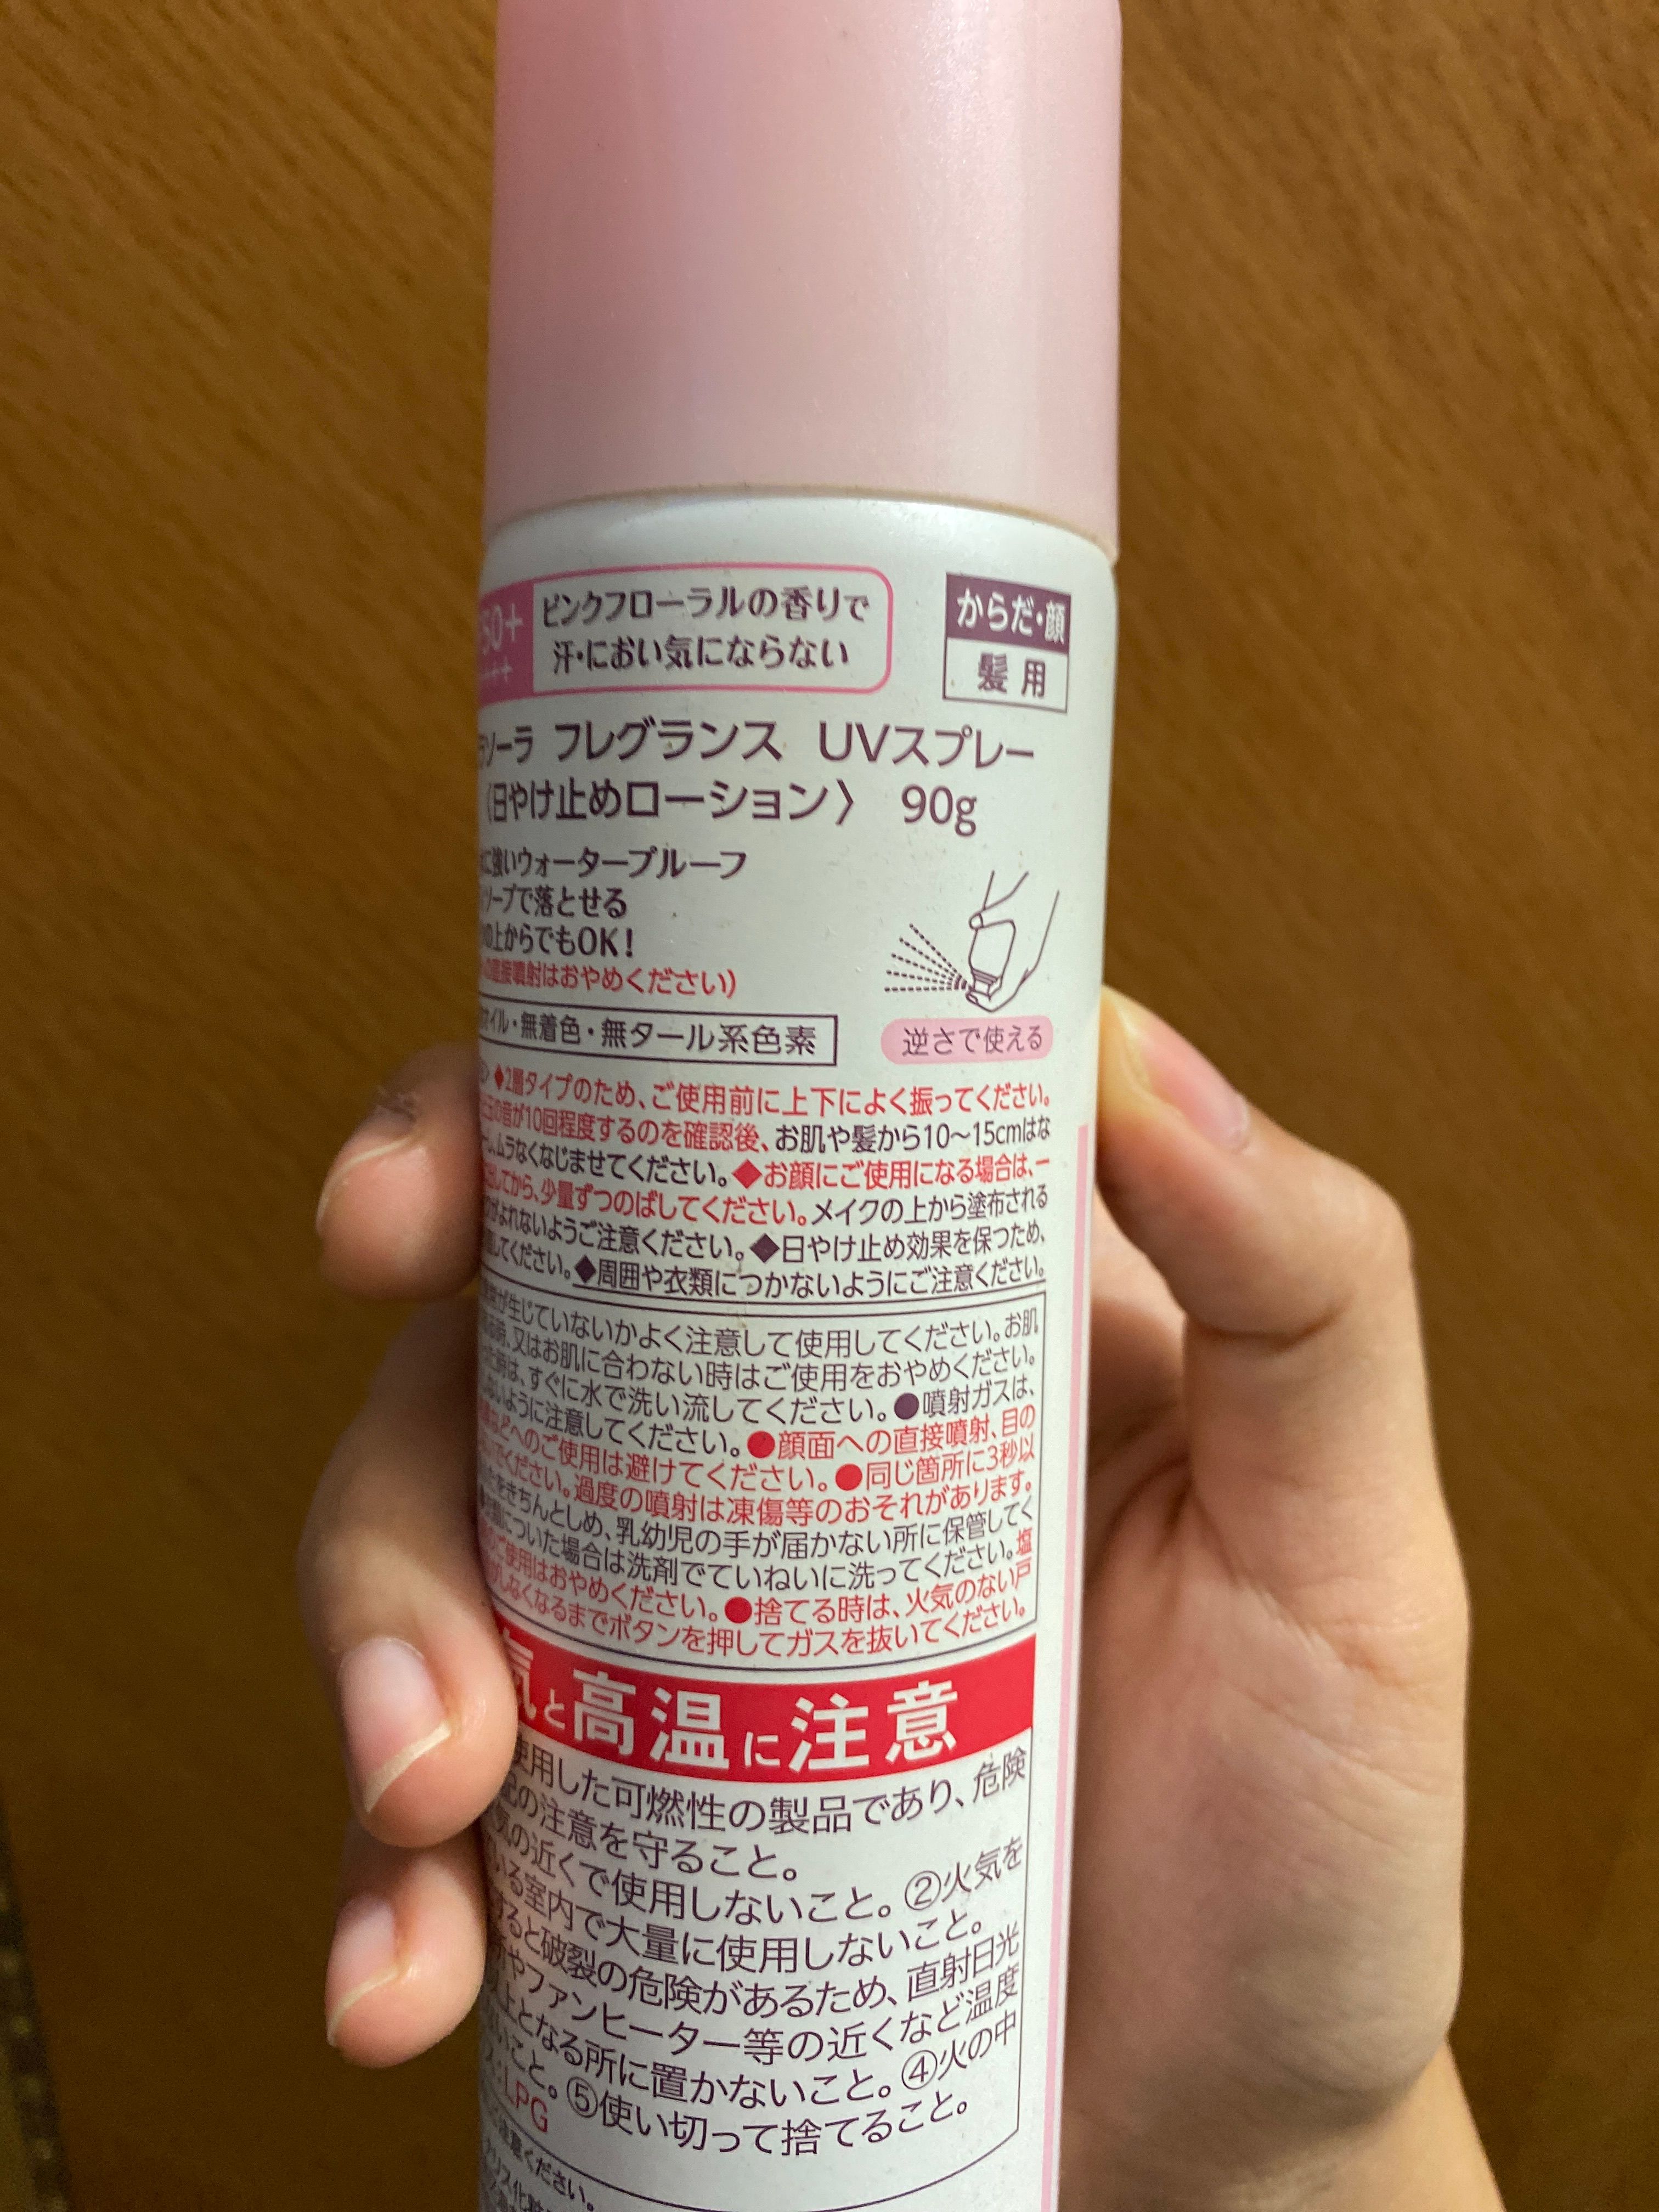 50+
ピンクフローラルの香りで
汗・におい気にならない
からだ・顔
髪用
ラソーラ フレグランス UVスプレー
〈日やけ止めローション〉 90g
に強いウォータープルーフ
ソープで落とせる
の上からでもOK!
直接噴射はおやめください)
オイル・無着色・無タール系色素
逆さで使える
◆2層タイプのため、ご使用前に上下によく振ってください。
の音が10回程度するのを確認後、お肌や髪から10〜15cmはな
し、ムラなくなじませてください。◆お顔にご使用になる場合は、一
出してから、少量ずつのばしてください。メイクの上から塗布される
がよれないようご注意ください。◆日やけ止め効果を保つため、
してください。◆周囲や衣類につかないようにご注意ください。
が生じていないかよく注意して使用してください。お肌
時、又はお肌に合わない時はご使用をおやめください。
た時は、すぐに水で洗い流してください。●噴射ガスは、
ないように注意してください。●顔面への直接噴射、目の
などへのご使用は避けてください。●同じ箇所に3秒以
でください。過度の噴射は凍傷等のおそれがあります。
をきちんとしめ、乳幼児の手が届かない所に保管してく
についた場合は洗剤でていねいに洗ってください。塩
ご使用はおやめください。●捨てる時は、火気のない戸
がしなくなるまでボタンを押してガスを抜いてください。
気と高温に注意
使用した可燃性の製品であり、危険
記の注意を守ること。
気の近くで使用しないこと。②火気を
いる室内で大量に使用しないこと。
すると破裂の危険があるため、直射日光
やファンヒーター等の近くなど温度
上となる所に置かないこと。④火の中
いこと。⑤使い切って捨てること。
LPG
注意ください。